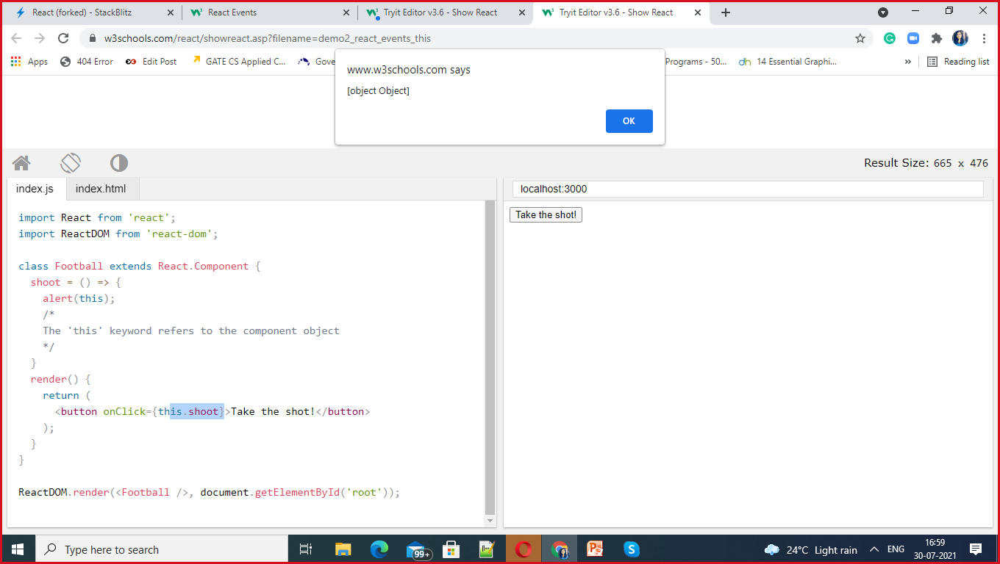 React (forked) - StackBlitz
React Events
Tryit Editor v3.6 - Show React
Tryit Editor v3.6 - Show React
w3schools.com/react/showreact.asp?filename=demo2_react_events_this
Apps
404 Error
Edit Post
GATE CS Applied C...
Gove
Programs - 50...
14 Essential Graphi...
»
Reading list
www.w3schools.com says
[object Object]
OK
Result Size: 665 x 476
index.js
index.html
import React from 'react';
import ReactDOM from 'react-dom';
class Football extends React.Component {
shoot = () => {
alert(this);
/*
The 'this' keyword refers to the component object
*/
}
render() {
return (
<button onClick={this.shoot}>Take the shot!</button>
);
}
}
ReactDOM.render(<Football />, document.getElementById('root'));
localhost:3000
Take the shot!
Type here to search
99+
24°C Light rain
ENG
16:59
30-07-2021